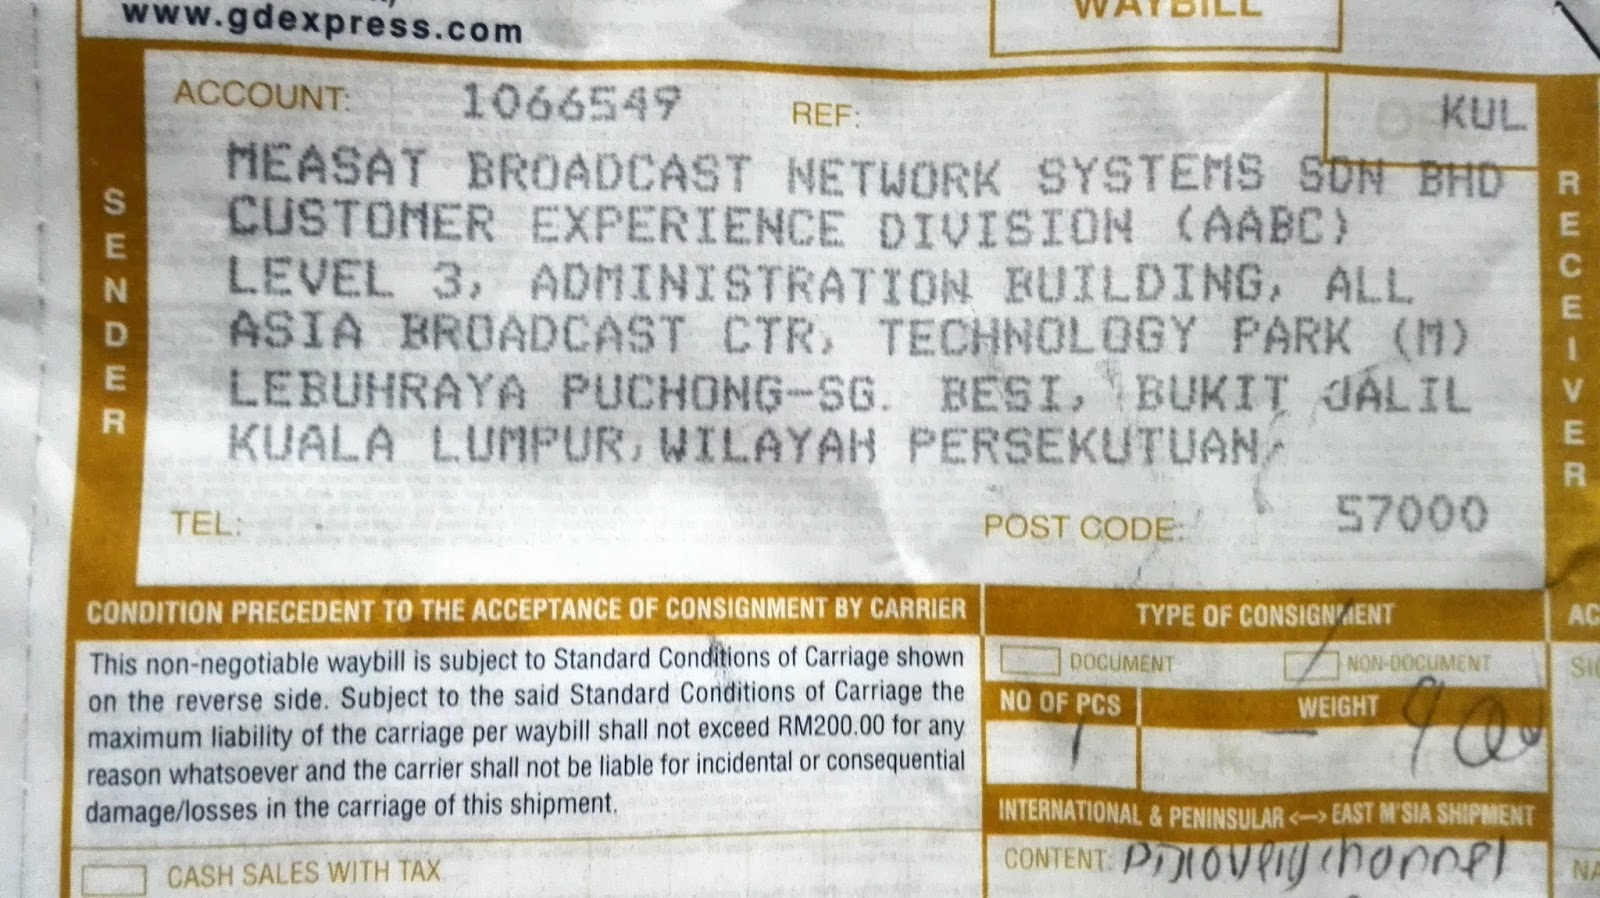 www.gdexpress.com
WAYBILL
ACCOUNT: 1066549 REF: KUL
MEASAT BROADCAST NETWORK SYSTEMS SDN BHD
CUSTOMER EXPERIENCE DIVISION (AABC)
LEVEL 3, ADMINISTRATION BUILDING, ALL
ASIA BROADCAST CTR, TECHNOLOGY PARK (M)
LEBUHRAYA PUCHONG-SG. BESI, BUKIT JALIL
KUALA LUMPUR,WILAYAH PERSEKUTUAN,
TEL: POST CODE: 57000
SENDER
RECEIVER
CONDITION PRECEDENT TO THE ACCEPTANCE OF CONSIGNMENT BY CARRIER
This non-negotiable waybill is subject to Standard Conditions of Carriage shown
on the reverse side. Subject to the said Standard Conditions of Carriage the
maximum liability of the carriage per waybill shall not exceed RM200.00 for any
reason whatsoever and the carrier shall not be liable for incidental or consequential
damage/losses in the carriage of this shipment.
CASH SALES WITH TAX
TYPE OF CONSIGNMENT
DOCUMENT NON-DOCUMENT
NO OF PCS WEIGHT
1
INTERNATIONAL & PENINSULAR <—> EAST M'SIA SHIPMENT
CONTENT: Discovery channel